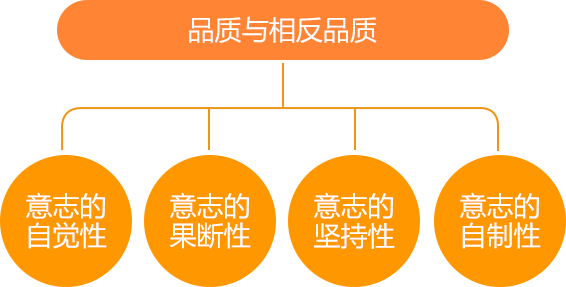 品质与相反品质
意志的
自觉性
意志的
果断性
意志的
坚持性
意志的
自制性